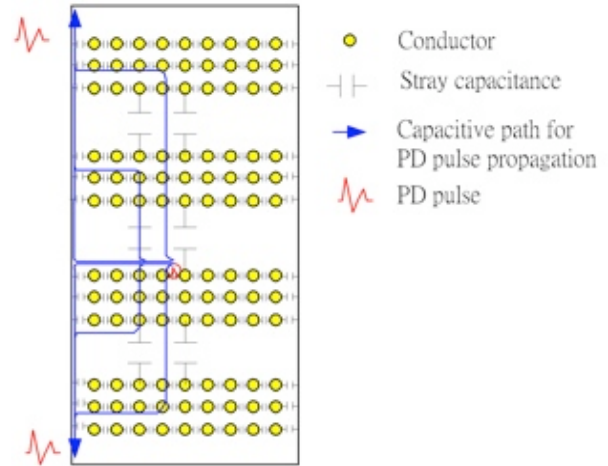 Conductor
Stray capacitance
Capacitive path for
PD pulse propagation
PD pulse